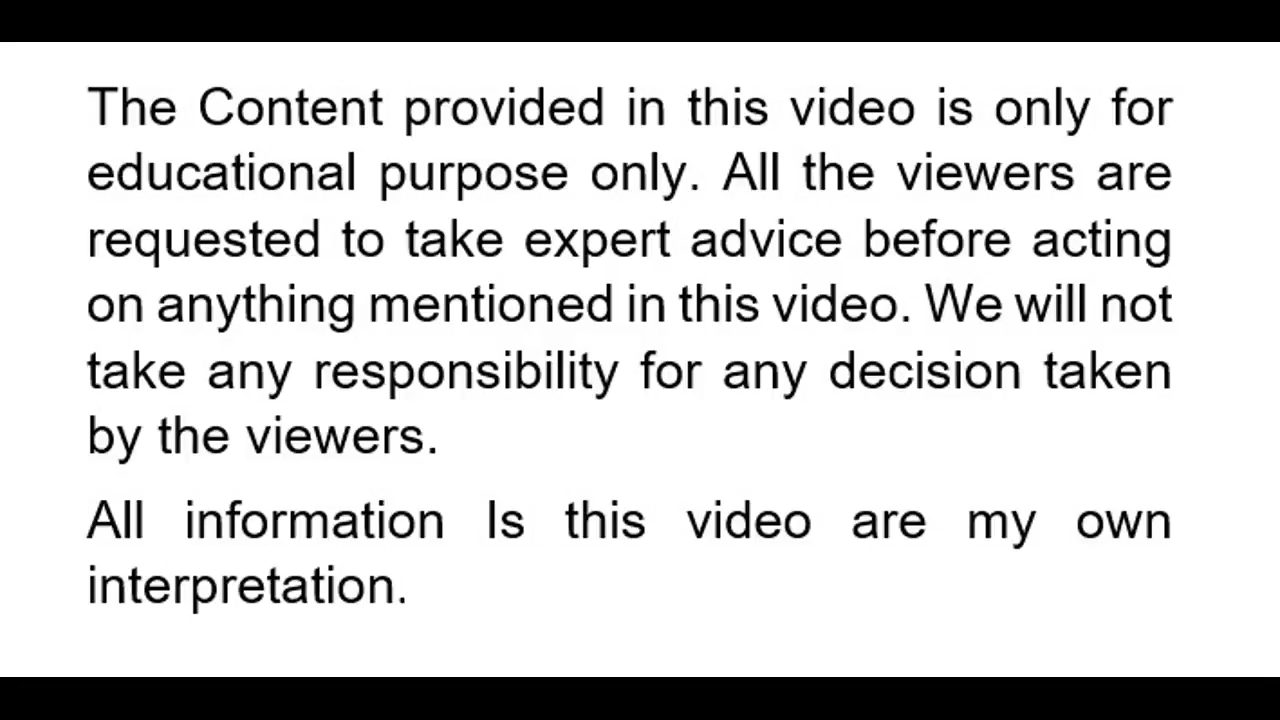 The Content provided in this video is only for
educational purpose only. All the viewers are
requested to take expert advice before acting
on anything mentioned in this video. We will not
take any responsibility for any decision taken
by the viewers.
All information Is this video are my own
interpretation.